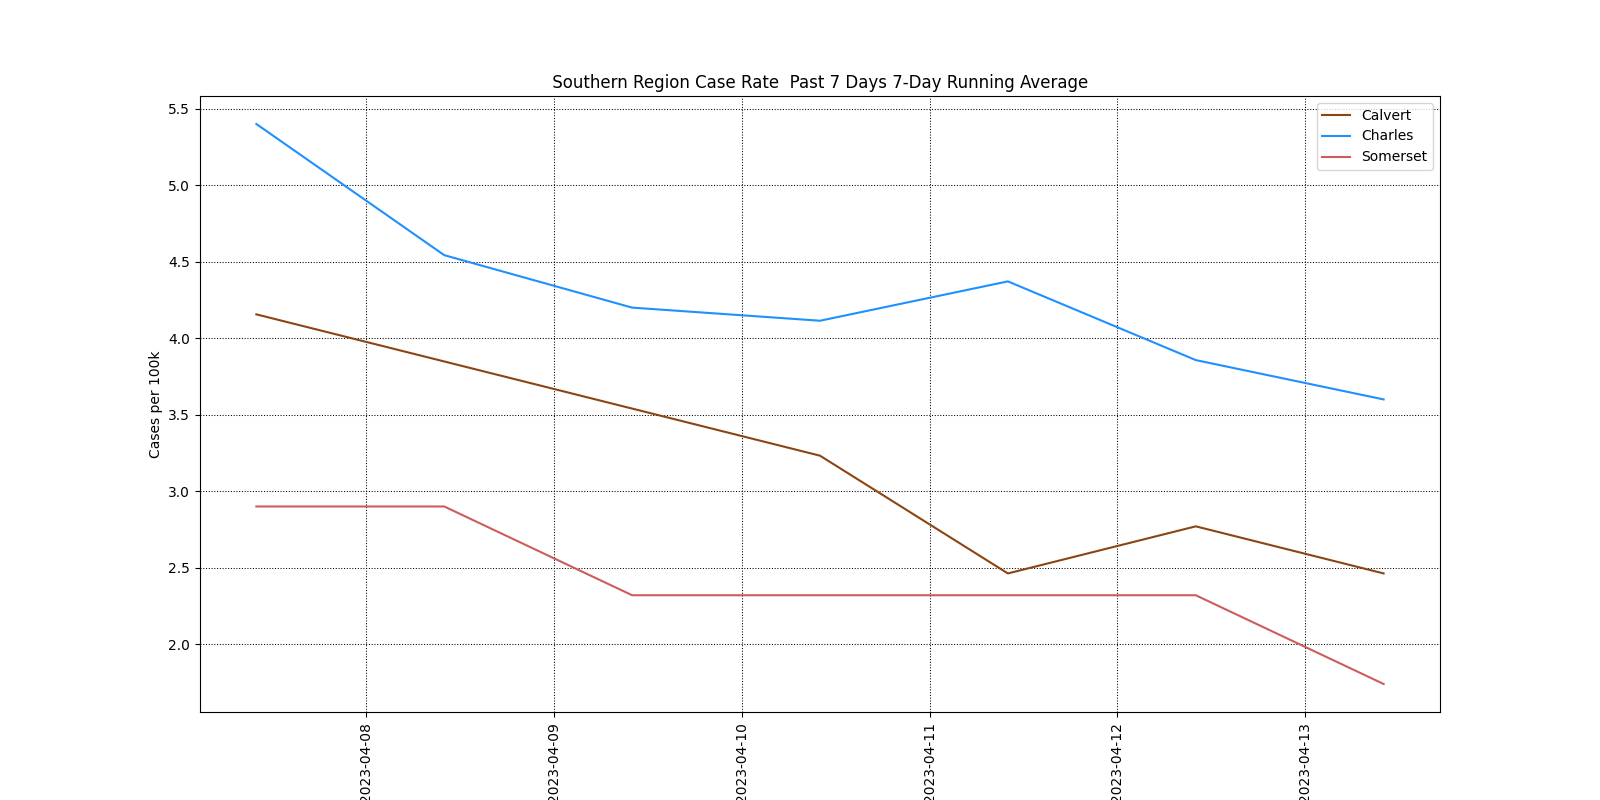 Southern Region Case Rate  Past 7 Days 7-Day Running Average
Calvert
Charles
Somerset
Cases per 100k
5.5
5.0
4.5
4.0
3.5
3.0
2.5
2.0
2023-04-08
2023-04-09
2023-04-10
2023-04-11
2023-04-12
2023-04-13